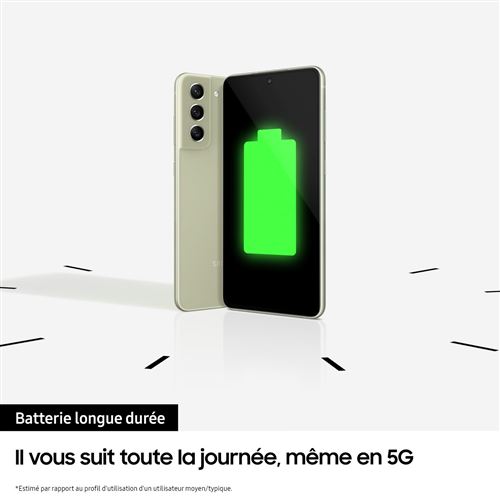 Batterie longue durée
Il vous suit toute la journée, même en 5G
*Estimé par rapport au profil d'utilisation d'un utilisateur moyen/typique.